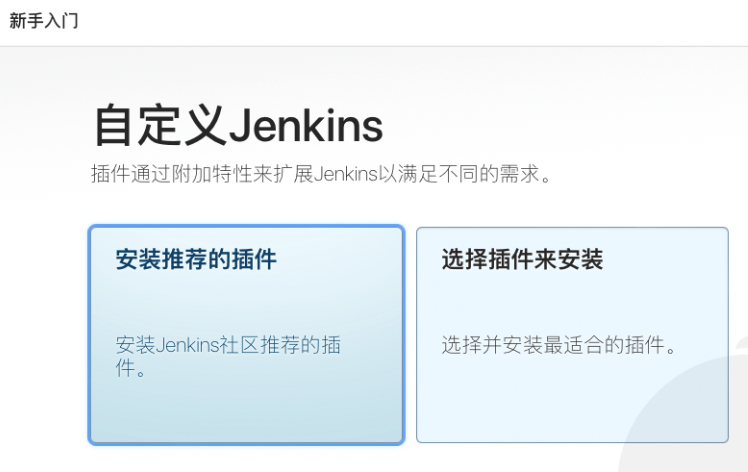 新手入门
自定义Jenkins
插件通过附加特性来扩展Jenkins以满足不同的需求。
安装推荐的插件
选择插件来安装
安装Jenkins社区推荐的插
件。
选择并安装最适合的插件。